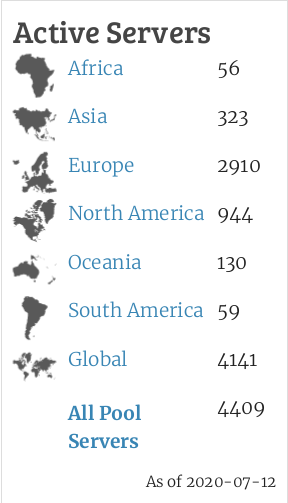 Active Servers
Africa 56
Asia 323
Europe 2910
North America 944
Oceania 130
South America 59
Global 4141
All Pool 4409
Servers
As of 2020-07-12